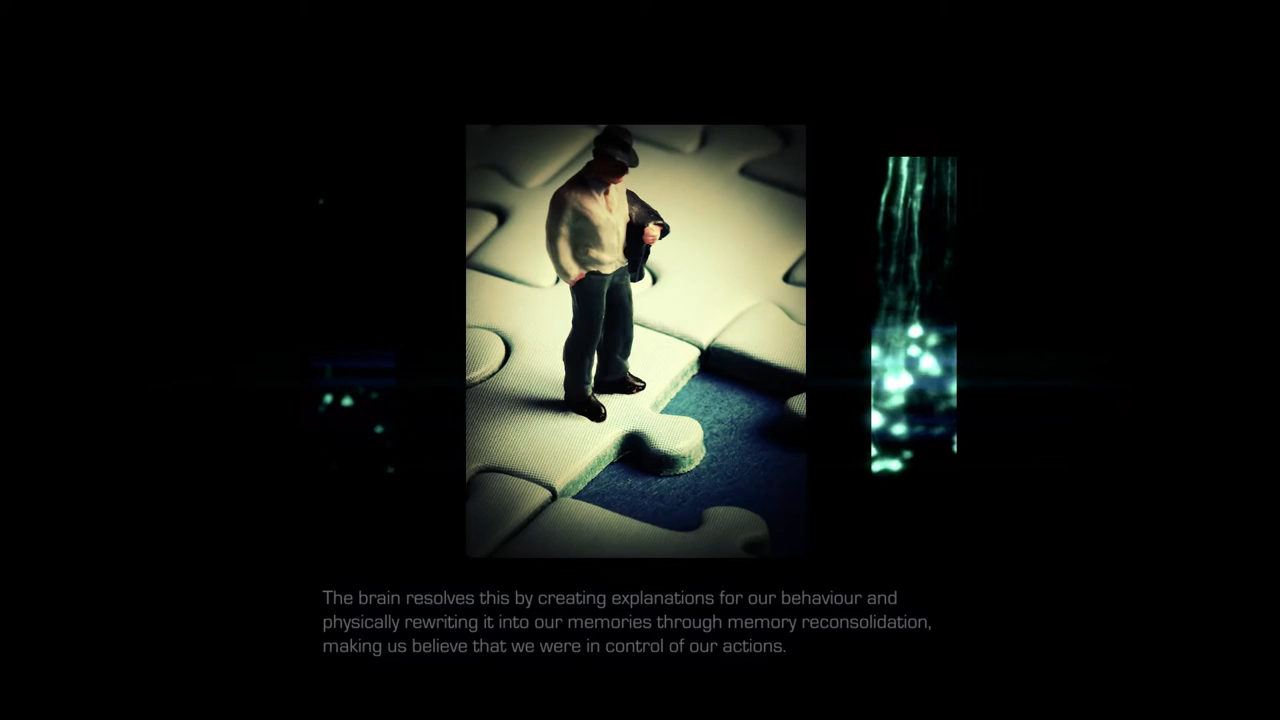 The brain resolves this by creating explanations for our behaviour and
physically rewriting it into our memories through memory reconsolidation,
making us believe that we were in control of our actions.